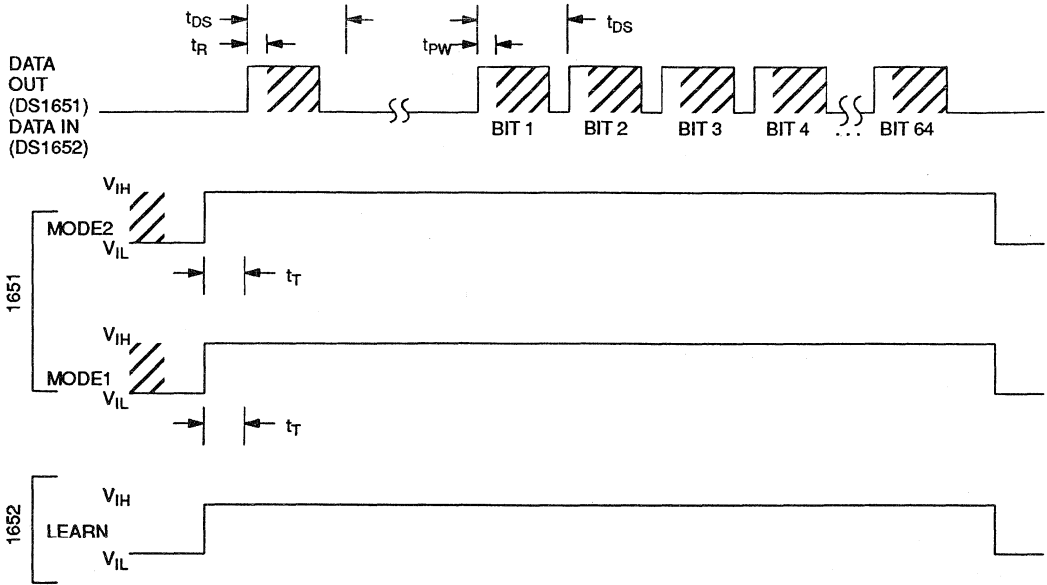 tDS
tDS
tR
tPW
DATA
OUT
(DS1651)
DATA IN
(DS1652)
BIT 1
BIT 2
BIT 3
BIT 4
...
BIT 64
VIH
MODE2
VIL
tT
1651
VIH
MODE1
VIL
tT
1652
VIH
LEARN
VIL